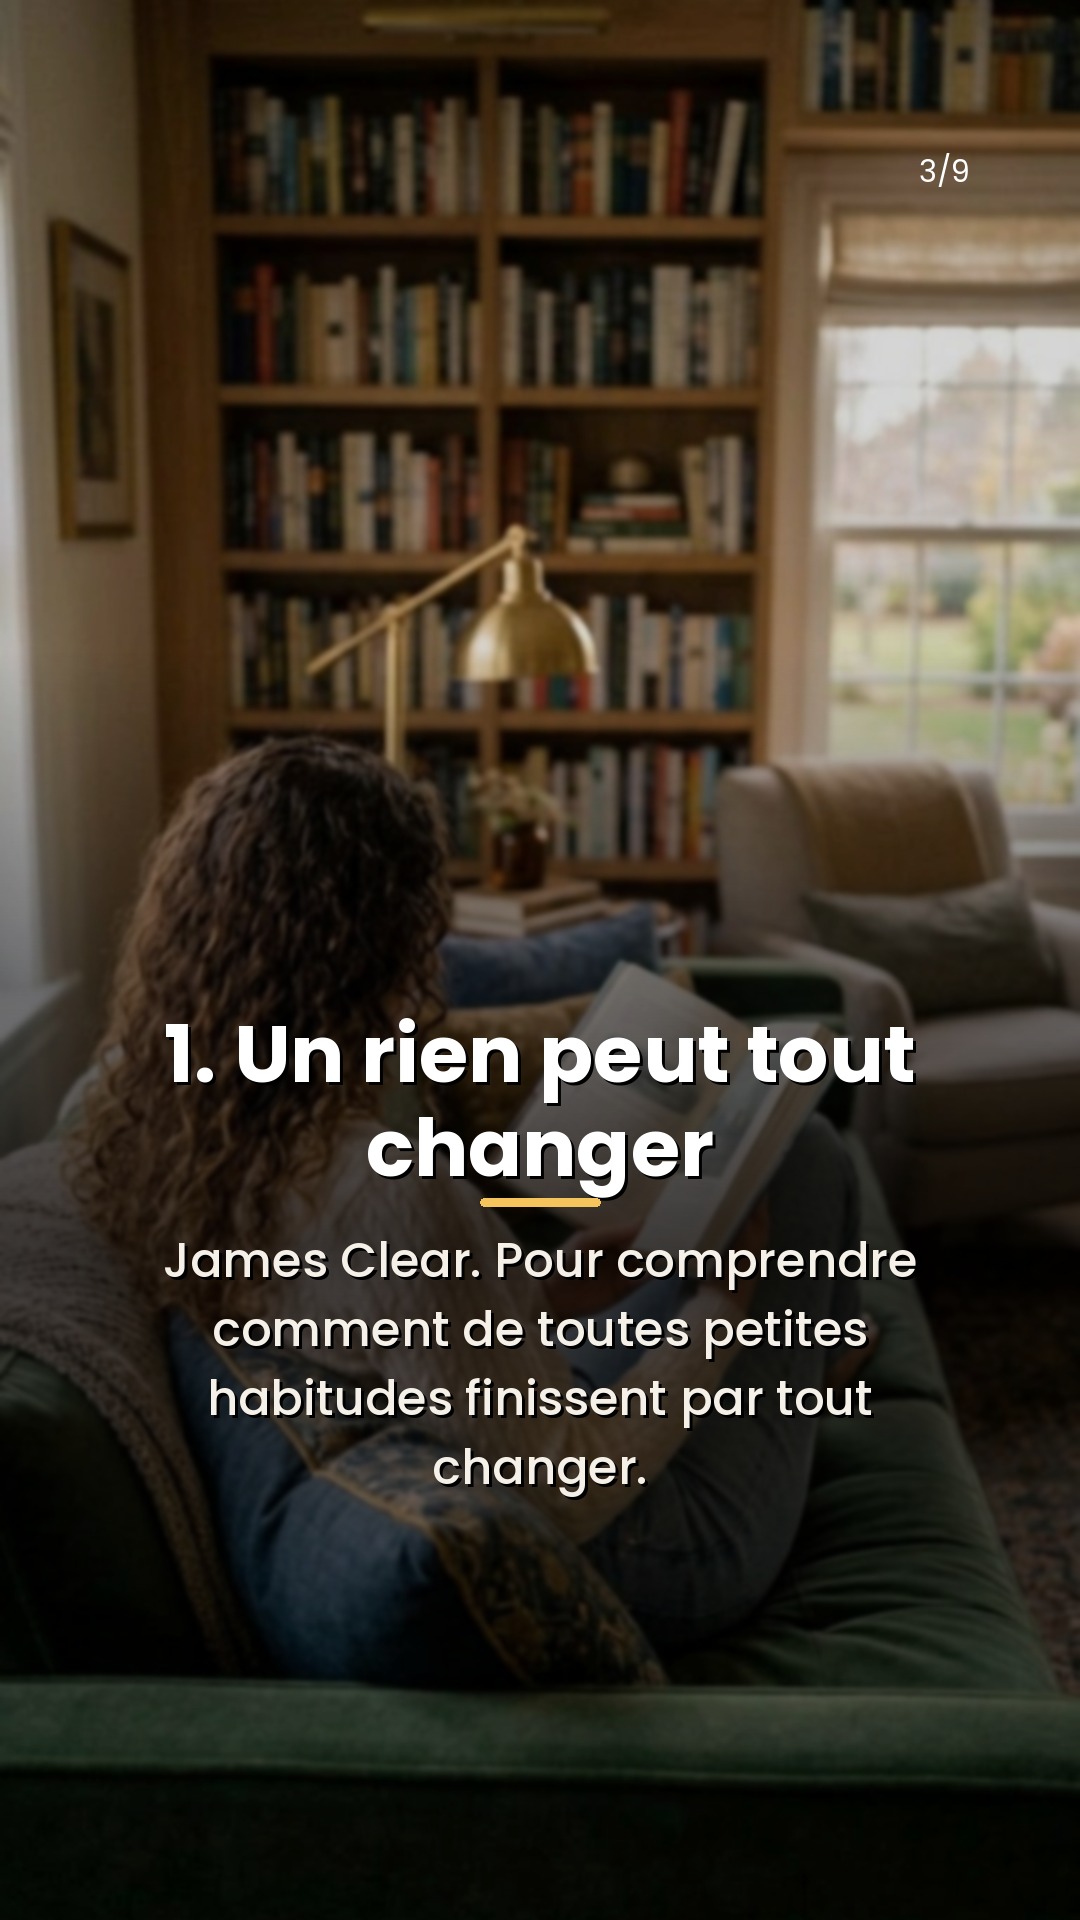 3/9
1. Un rien peut tout
changer
James Clear. Pour comprendre
comment de toutes petites
habitudes finissent par tout
changer.